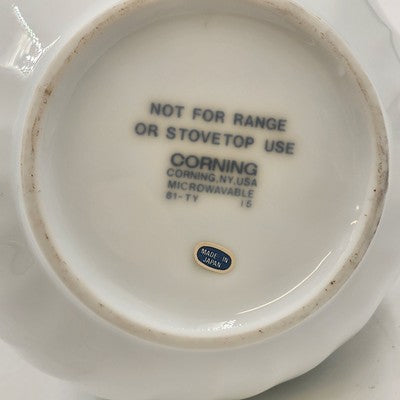 NOT FOR RANGE
OR STOVETOP USE
CORNING
CORNING, NY, USA
MICROWAVABLE
81-TY 15
MADE IN
JAPAN